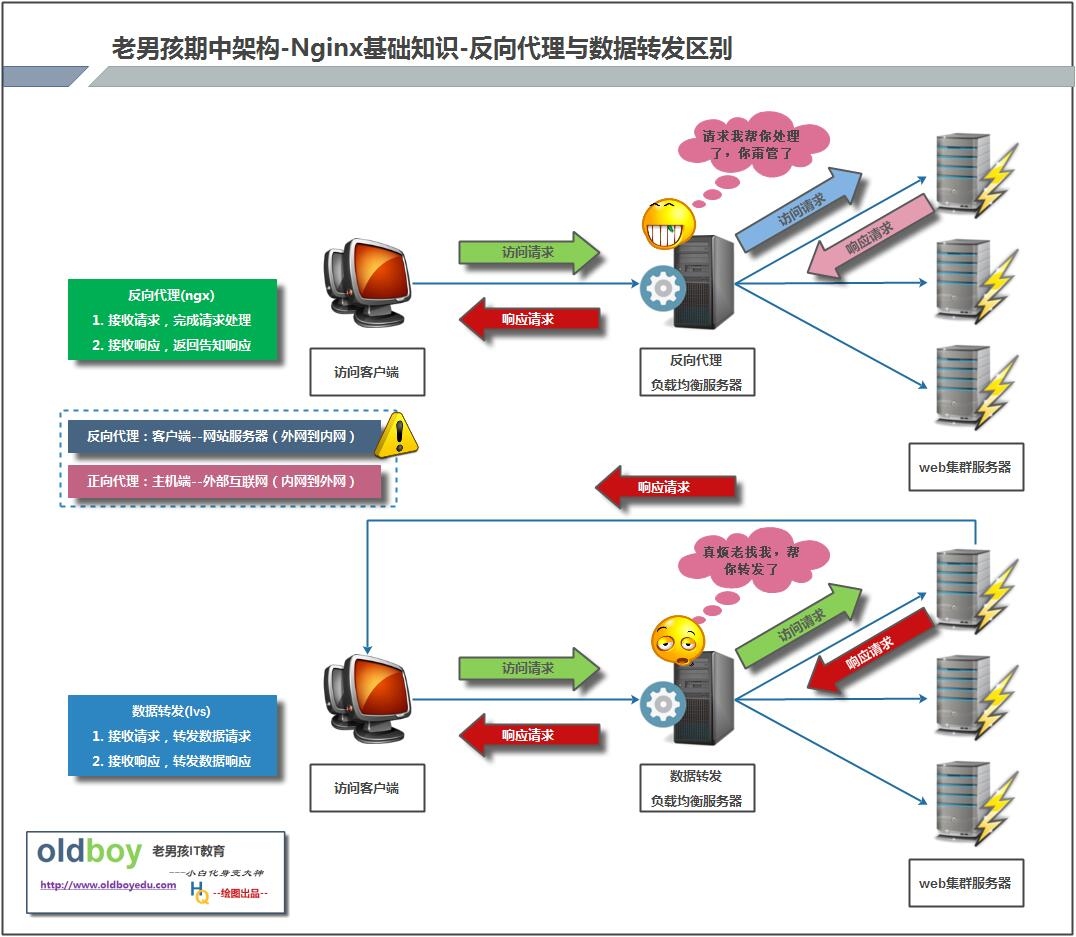 老男孩期中架构-Nginx基础知识-反向代理与数据转发区别
请求我帮你处理
了，你甭管了
访问请求
响应请求
访问请求
响应请求
反向代理(ngx)
1. 接收请求，完成请求处理
2. 接收响应，返回告知响应
访问客户端
反向代理
负载均衡服务器
web集群服务器
反向代理：客户端--网站服务器（外网到内网）
正向代理：主机端--外部互联网（内网到外网）
响应请求
真烦老找我，帮
你转发了
访问请求
响应请求
访问请求
响应请求
数据转发(lvs)
1. 接收请求，转发数据请求
2. 接收响应，转发数据响应
访问客户端
数据转发
负载均衡服务器
web集群服务器
oldboy 老男孩IT教育
---小白化身变大神
http://www.oldboyedu.com
HQ --绘图出品--